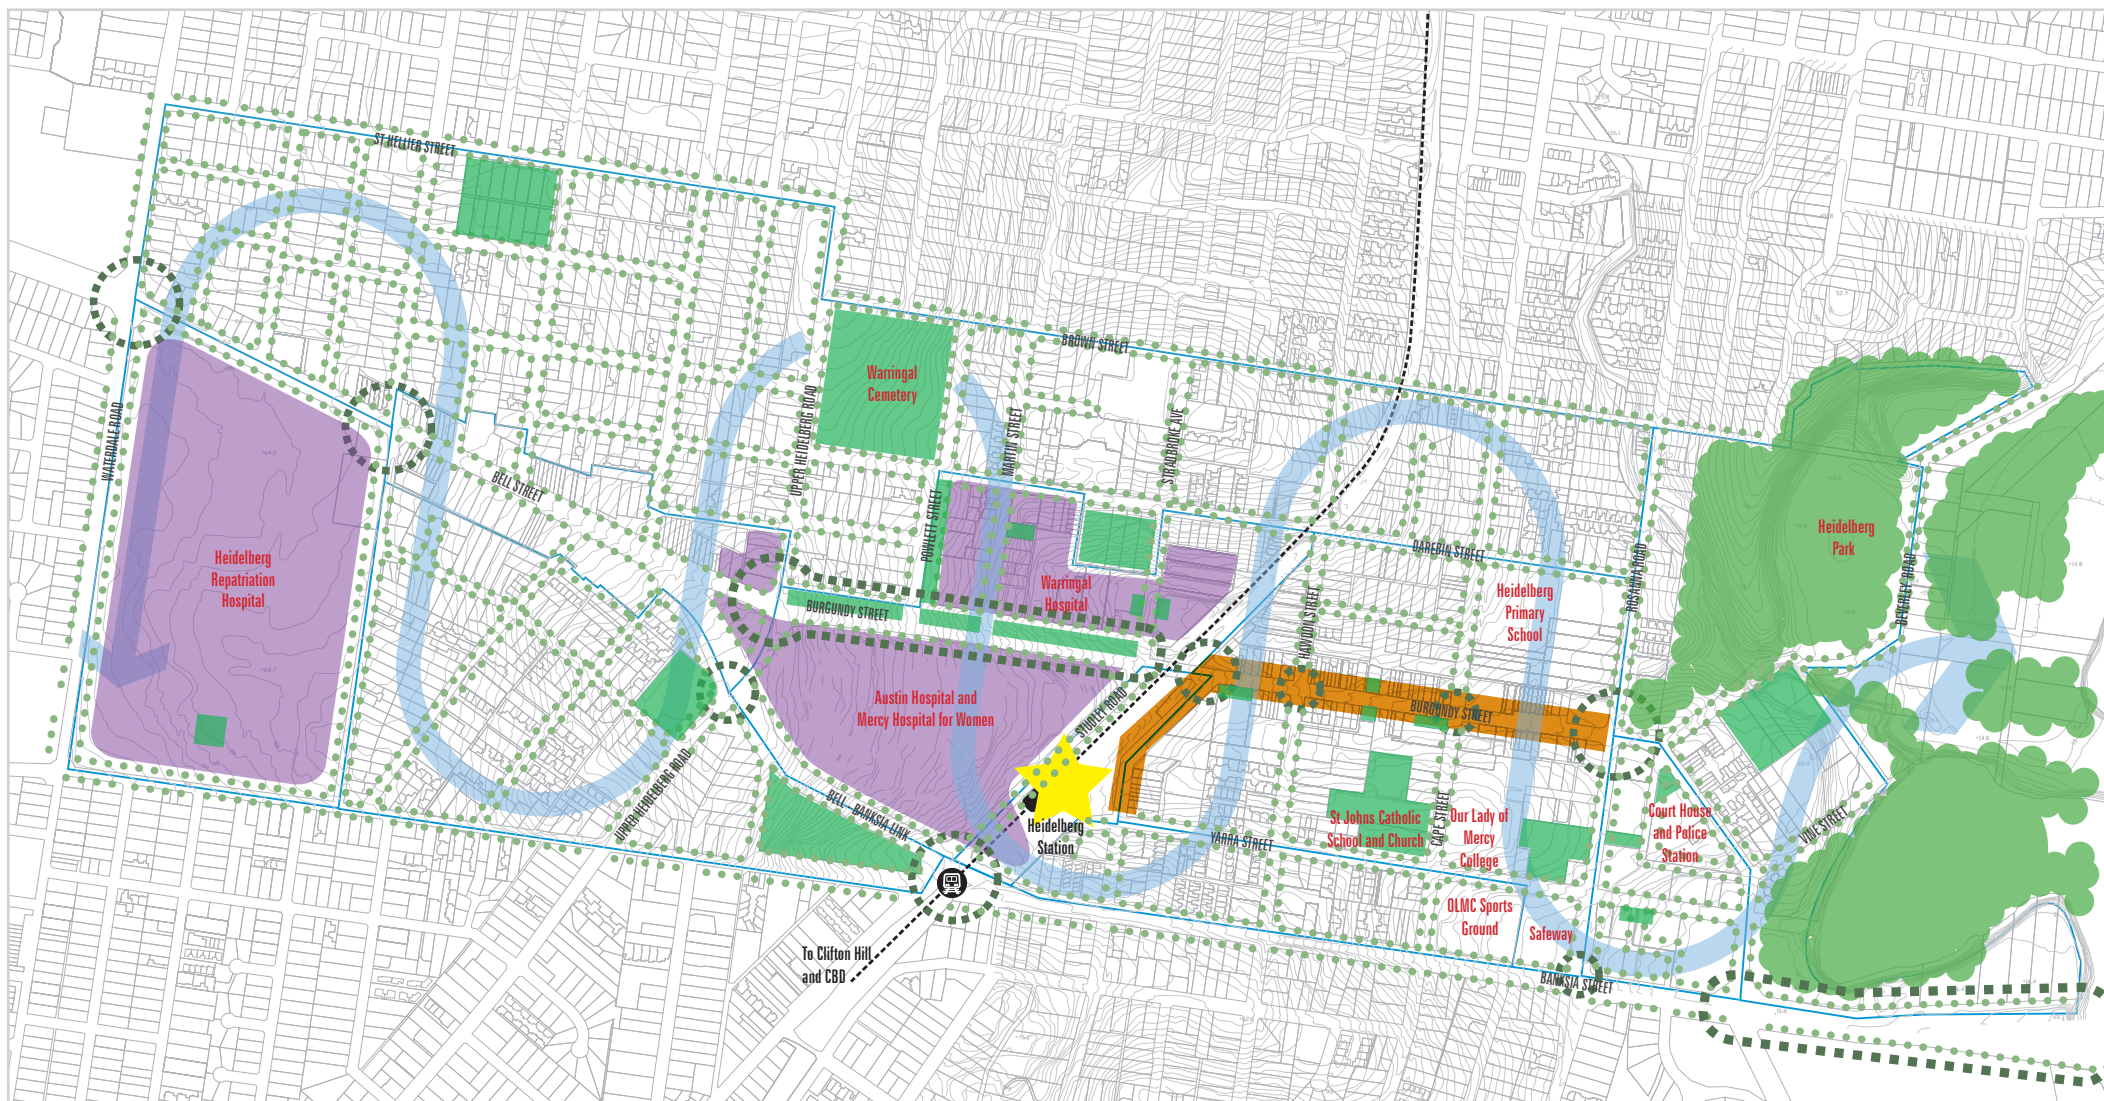 ST HELLIER STREET
WATERDALE ROAD
Heidelberg
Repatriation
Hospital
BELL STREET
UPPER HEIDELBERG ROAD
Warringal
Cemetery
BROWN STREET
MARTIN STREET
STRADBROKE AVE
POWLETT STREET
Warringal
Hospital
BURGUNDY STREET
Austin Hospital and
Mercy Hospital for Women
STUDLEY ROAD
UPPER HEIDELBERG ROAD
BELL - BANKSIA LINK
Heidelberg
Station
To Clifton Hill
and CBD
YARRA STREET
HAWDON STREET
DAREBIN STREET
Heidelberg
Primary
School
ROSANNA ROAD
BURGUNDY STREET
St Johns Catholic
School and Church
CAPE STREET
Our Lady of
Mercy
College
OLMC Sports
Ground
Safeway
BANKSIA STREET
Court House
and Police
Station
VINE STREET
BEVERLEY ROAD
Heidelberg
Park